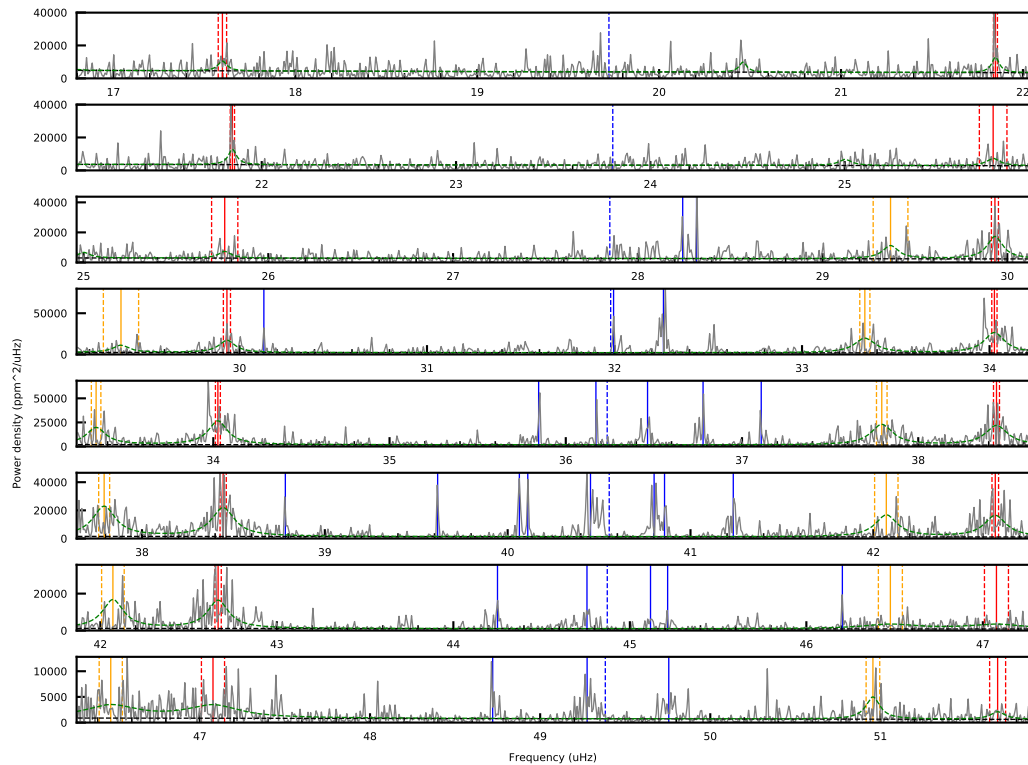 40000
20000
0
17 18 19 20 21 22
40000
20000
0
22 23 24 25
40000
20000
0
25 26 27 28 29 30
50000
0
30 31 32 33 34
50000
25000
0
34 35 36 37 38
Power density (ppm^2/uHz)
40000
20000
0
38 39 40 41 42
20000
0
42 43 44 45 46 47
10000
5000
0
47 48 49 50 51
Frequency (uHz)